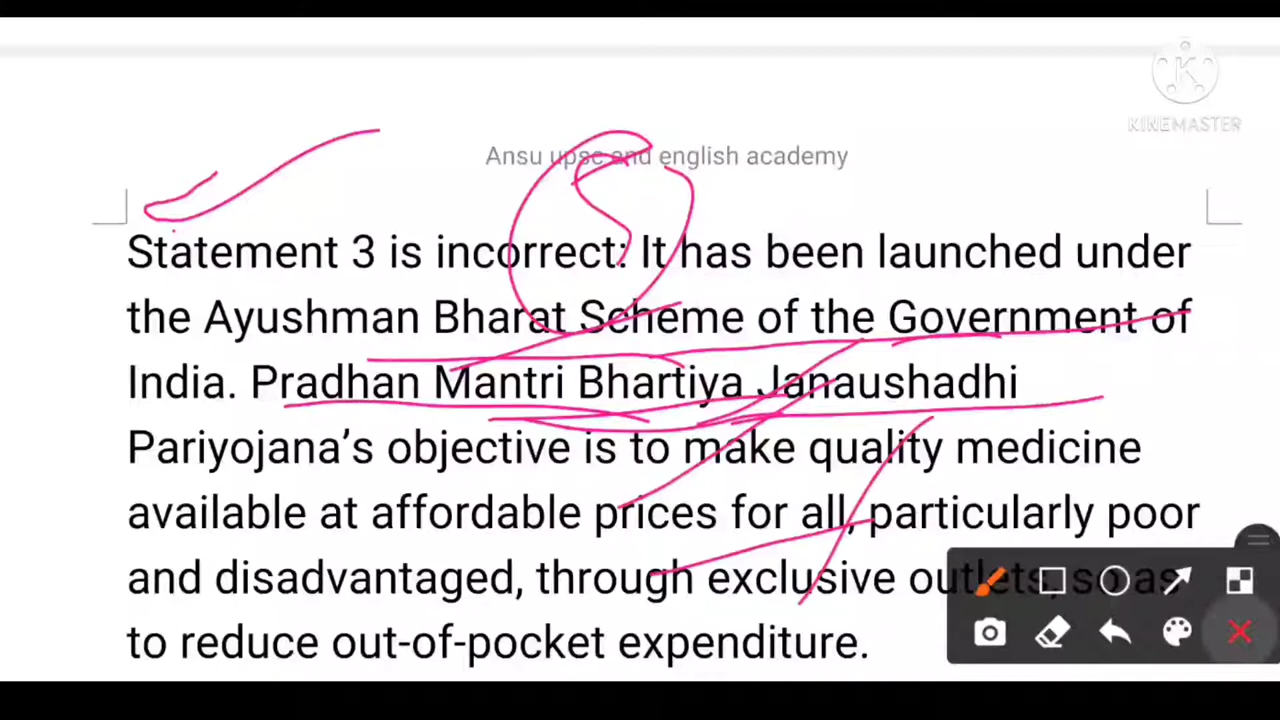 KINEMASTER
Ansu upsc and english academy
Statement 3 is incorrect: It has been launched under
the Ayushman Bharat Scheme of the Government of
India. Pradhan Mantri Bhartiya Janaushadhi
Pariyojana’s objective is to make quality medicine
available at affordable prices for all, particularly poor
and disadvantaged, through exclusive outlets, so as
to reduce out-of-pocket expenditure.